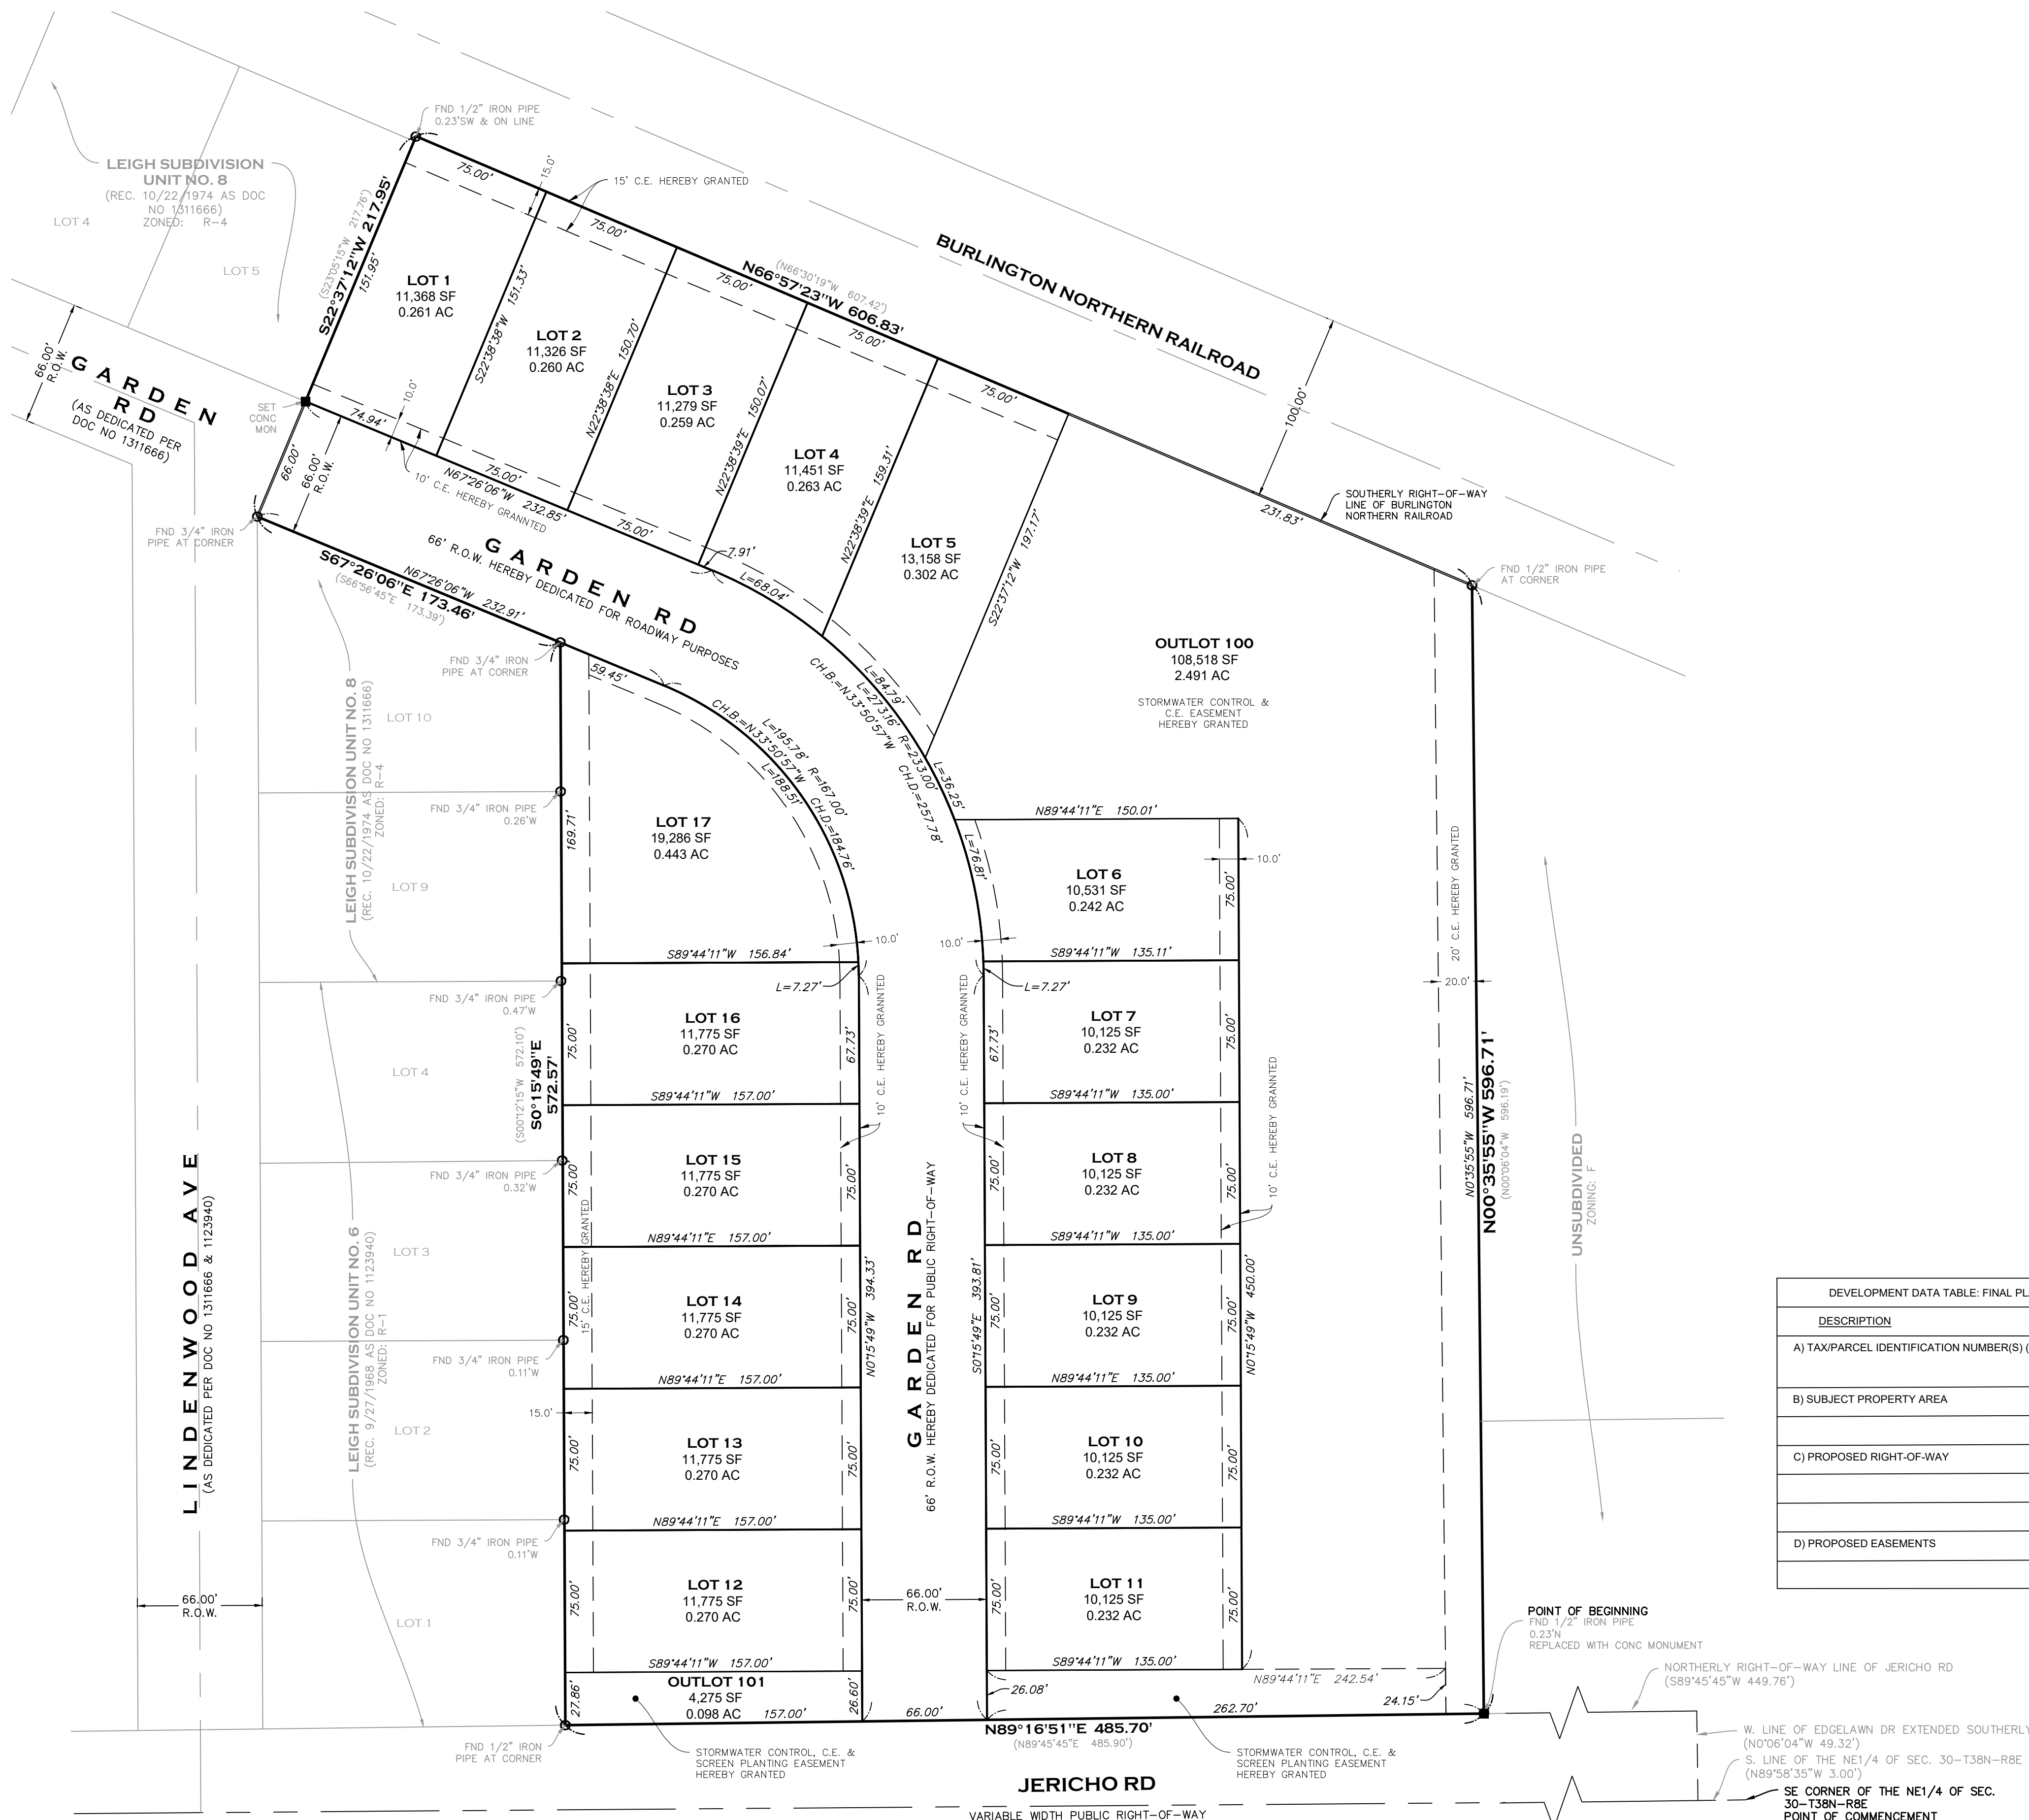 FND 1/2" IRON PIPE
0.23'SW & ON LINE
LEIGH SUBDIVISION
UNIT NO. 8
(REC. 10/22/1974 AS DOC
NO 1311666)
ZONED: R-4
LOT 4
LOT 5
75.00'
15.0'
15' C.E. HEREBY GRANTED
75.00'
S22°37'12"W 217.95'
(S23°05'15"W 217.76')
151.95'
LOT 1
11,368 SF
0.261 AC
S22°38'38"W 151.33'
LOT 2
11,326 SF
0.260 AC
N22°38'38"E 150.70'
75.00'
(N66°30'19"W 607.42')
N66°57'23"W 606.83'
75.00'
75.00'
LOT 3
11,279 SF
0.259 AC
N22°38'39"E 150.07'
LOT 4
11,451 SF
0.263 AC
N22°38'39"E 159.31'
LOT 5
13,158 SF
0.302 AC
S22°37'12"W 197.17'
BURLINGTON NORTHERN RAILROAD
100.00'
SOUTHERLY RIGHT-OF-WAY
LINE OF BURLINGTON
NORTHERN RAILROAD
231.83'
FND 1/2" IRON PIPE
AT CORNER
66.00'
R.O.W.
GARDEN
RD
(AS DEDICATED PER
DOC NO 1311666)
SET
CONC
MON
74.94'
10.0'
66.00'
66.00'
R.O.W.
75.00'
10' C.E. HEREBY GRANNTED
N67°26'06"W 232.85'
75.00'
7.91'
L=68.04'
FND 3/4" IRON
PIPE AT CORNER
GARDEN RD
66' R.O.W. HEREBY DEDICATED FOR ROADWAY PURPOSES
N67°26'06"W 232.91'
S67°26'06"E 173.46'
(S66°56'45"E 173.39')
FND 3/4" IRON
PIPE AT CORNER
59.45'
L=84.79'
L=273.16' R=233.00'
CH.B.=N33°50'57"W
CH.D.=257.78'
L=36.25'
L=195.78' R=167.00'
CH.B.=N33°50'57"W CH.D.=184.76'
L=188.51'
OUTLOT 100
108,518 SF
2.491 AC
STORMWATER CONTROL &
C.E. EASEMENT
HEREBY GRANTED
LEIGH SUBDIVISION UNIT NO. 8
(REC. 10/22/1974 AS DOC NO 1311666)
ZONED: R-4
LOT 10
FND 3/4" IRON PIPE
0.26'W
LOT 9
169.71'
LOT 17
19,286 SF
0.443 AC
N89°44'11"E 150.01'
L=76.81'
LOT 6
10,531 SF
0.242 AC
10.0'
75.00'
20' C.E. HEREBY GRANTED
20.0'
S89°44'11"W 156.84'
10.0'
10.0'
S89°44'11"W 135.11'
L=7.27'
L=7.27'
FND 3/4" IRON PIPE
0.47'W
S0°15'49"E
572.57'
(S00°12'15"W 572.10')
LOT 4
75.00'
LOT 16
11,775 SF
0.270 AC
67.73'
10' C.E. HEREBY GRANNTED
10' C.E. HEREBY GRANNTED
67.73'
LOT 7
10,125 SF
0.232 AC
75.00'
S89°44'11"W 157.00'
S89°44'11"W 135.00'
10' C.E. HEREBY GRANNTED
N0°35'55"W 596.71'
N00°35'55"W 596.71'
(N00°06'04"W 596.19')
UNSUBDIVIDED
ZONING: F
LINDENWOOD AVE
(AS DEDICATED PER DOC NO 1311666 & 1123940)
FND 3/4" IRON PIPE
0.32'W
75.00'
LOT 15
11,775 SF
0.270 AC
75.00'
75.00'
LOT 8
10,125 SF
0.232 AC
75.00'
N89°44'11"E 157.00'
S89°44'11"W 135.00'
LEIGH SUBDIVISION UNIT NO. 6
(REC. 9/27/1968 AS DOC NO 1123940)
ZONED: R-1
LOT 3
15' C.E. HEREBY GRANTED
75.00'
FND 3/4" IRON PIPE
0.11'W
LOT 14
11,775 SF
0.270 AC
75.00'
N0°15'49"W 394.33'
GARDEN RD
66' R.O.W. HEREBY DEDICATED FOR PUBLIC RIGHT-OF-WAY
S0°15'49"E 393.81'
75.00'
LOT 9
10,125 SF
0.232 AC
75.00'
N0°15'49"W 450.00'
N89°44'11"E 157.00'
N89°44'11"E 135.00'
15.0'
LOT 2
75.00'
LOT 13
11,775 SF
0.270 AC
75.00'
75.00'
LOT 10
10,125 SF
0.232 AC
75.00'
N89°44'11"E 157.00'
S89°44'11"W 135.00'
FND 3/4" IRON PIPE
0.11'W
66.00'
R.O.W.
LOT 1
75.00'
LOT 12
11,775 SF
0.270 AC
75.00'
66.00'
R.O.W.
75.00'
LOT 11
10,125 SF
0.232 AC
75.00'
S89°44'11"W 157.00'
S89°44'11"W 135.00'
N89°44'11"E 242.54'
27.86'
OUTLOT 101
4,275 SF
0.098 AC
157.00'
26.60'
66.00'
26.08'
262.70'
24.15'
N89°16'51"E 485.70'
(N89°45'45"E 485.90')
FND 1/2" IRON
PIPE AT CORNER
STORMWATER CONTROL, C.E. &
SCREEN PLANTING EASEMENT
HEREBY GRANTED
STORMWATER CONTROL, C.E. &
SCREEN PLANTING EASEMENT
HEREBY GRANTED
JERICHO RD
VARIABLE WIDTH PUBLIC RIGHT-OF-WAY
DEVELOPMENT DATA TABLE: FINAL PL
DESCRIPTION
A) TAX/PARCEL IDENTIFICATION NUMBER(S) (
B) SUBJECT PROPERTY AREA
C) PROPOSED RIGHT-OF-WAY
D) PROPOSED EASEMENTS
POINT OF BEGINNING
FND 1/2" IRON PIPE
0.23'N
REPLACED WITH CONC MONUMENT
NORTHERLY RIGHT-OF-WAY LINE OF JERICHO RD
(S89°45'45"W 449.76')
W. LINE OF EDGELAWN DR EXTENDED SOUTHERLY
(N0°06'04"W 49.32')
S. LINE OF THE NE1/4 OF SEC. 30-T38N-R8E
(N89°58'35"W 3.00')
SE CORNER OF THE NE1/4 OF SEC.
30-T38N-R8E
POINT OF COMMENCEMENT